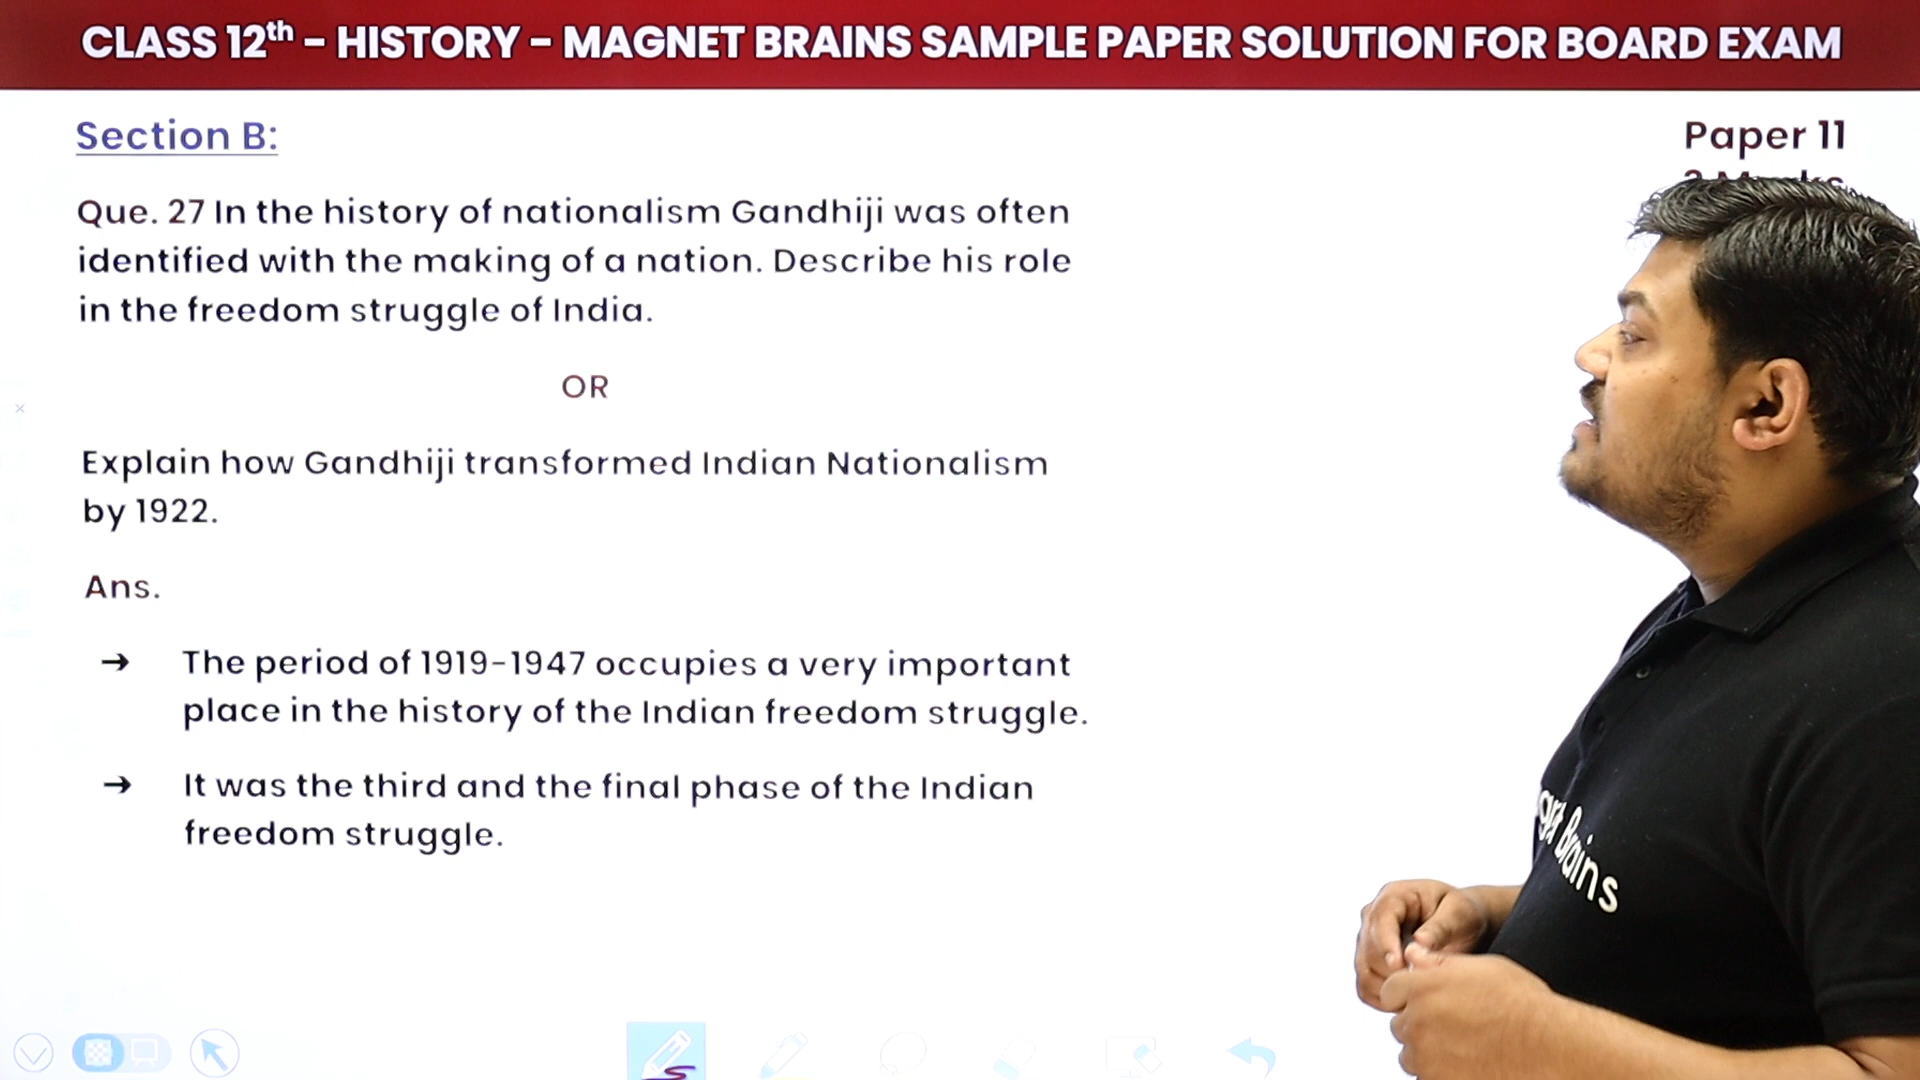 CLASS 12th - HISTORY - MAGNET BRAINS SAMPLE PAPER SOLUTION FOR BOARD EXAM
Section B:
Paper 11
Que. 27 In the history of nationalism Gandhiji was often
identified with the making of a nation. Describe his role
in the freedom struggle of India.
OR
Explain how Gandhiji transformed Indian Nationalism
by 1922.
Ans.
→ The period of 1919-1947 occupies a very important
place in the history of the Indian freedom struggle.
→ It was the third and the final phase of the Indian
freedom struggle.
Brains